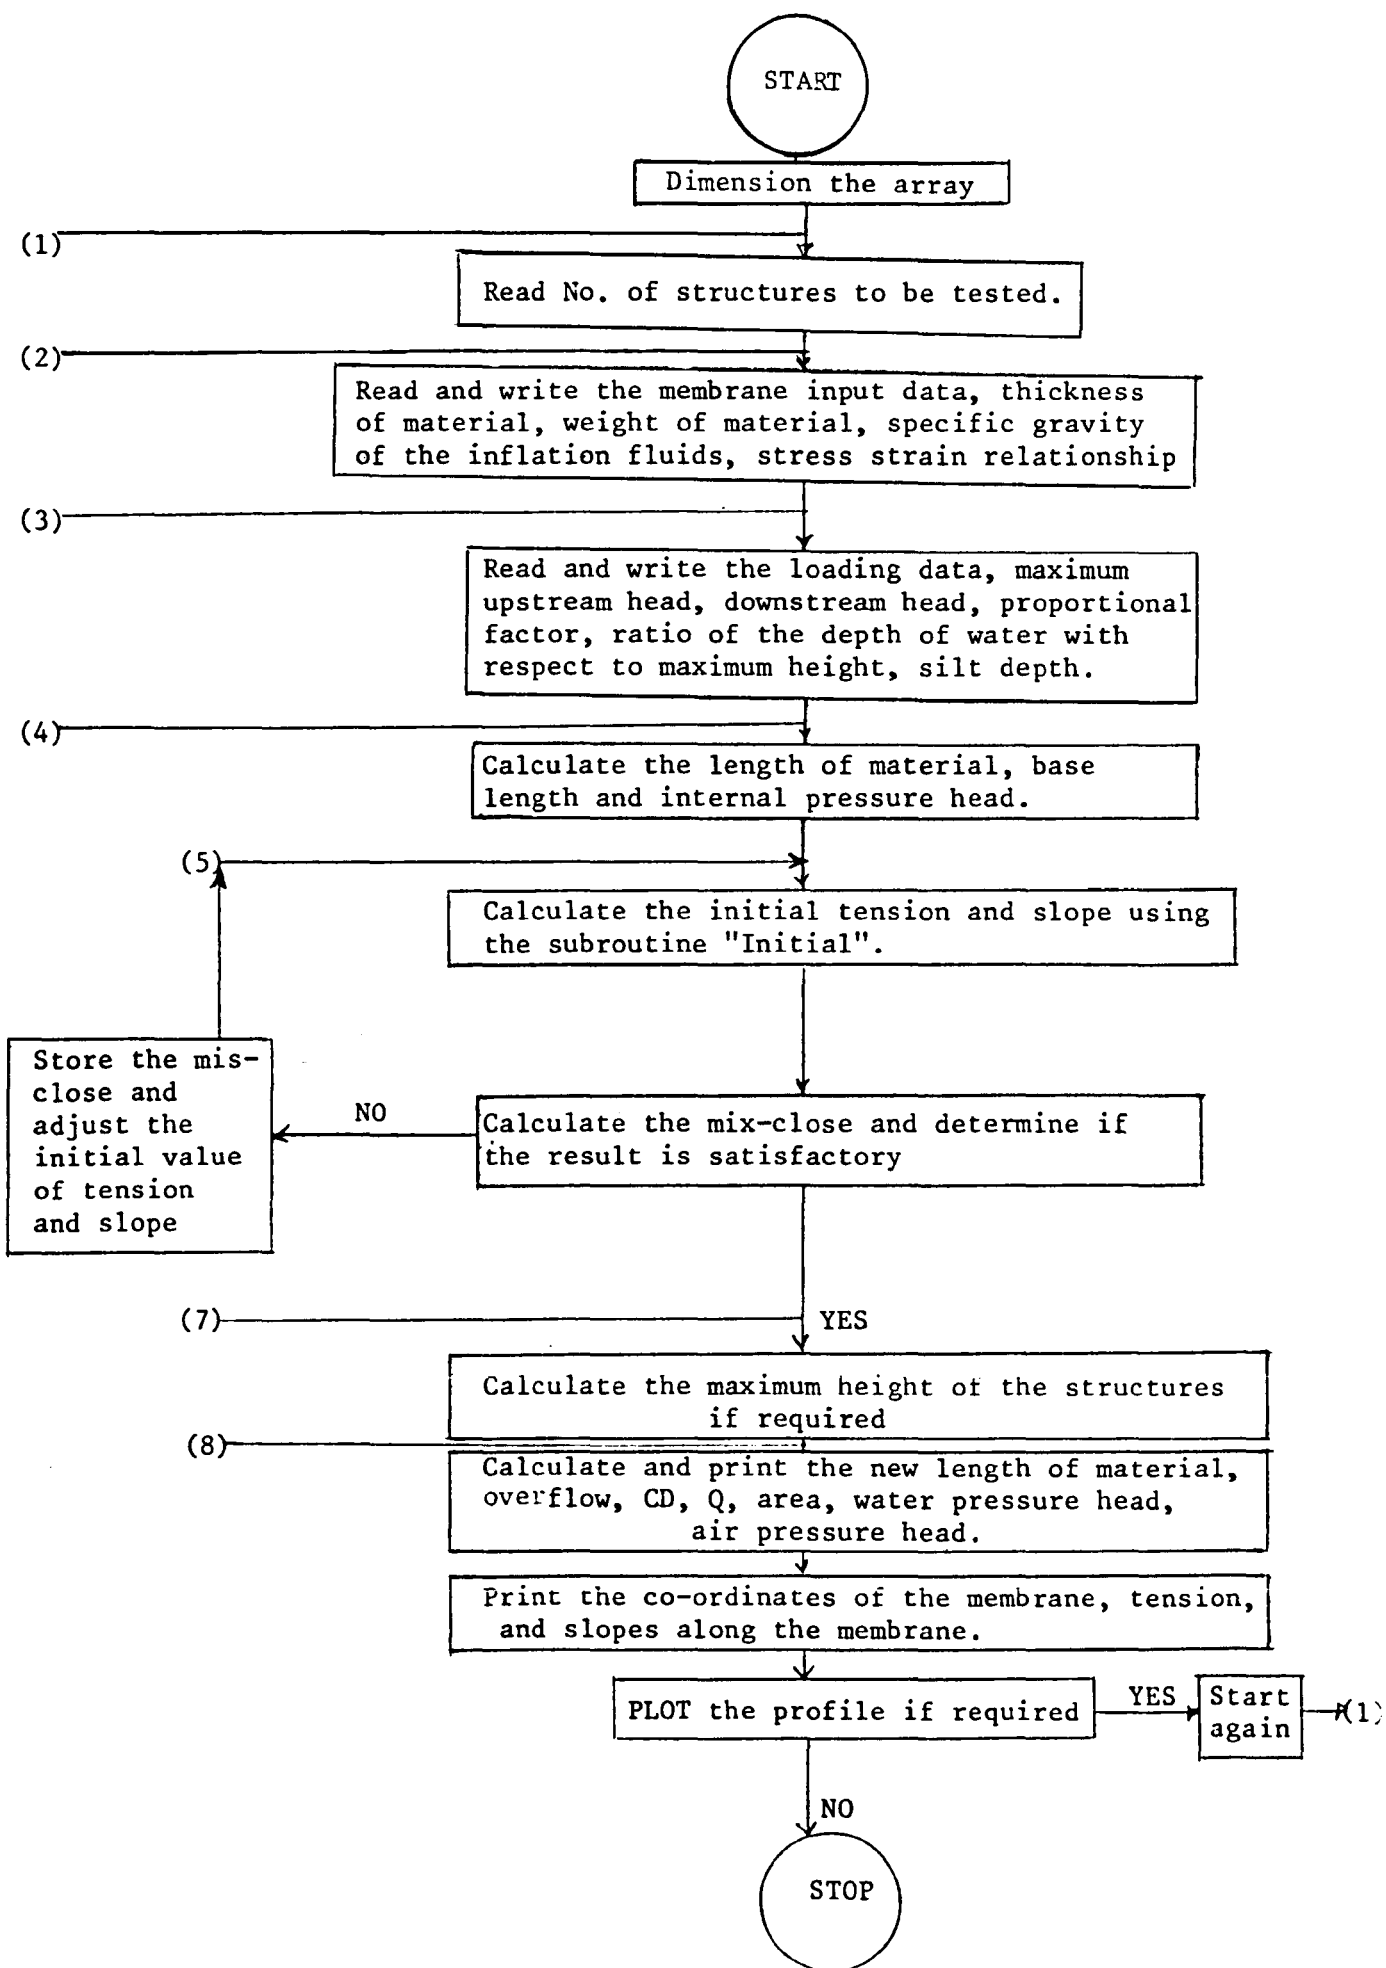 START
Dimension the array
(1)
Read No. of structures to be tested.
(2)
Read and write the membrane input data, thickness
of material, weight of material, specific gravity
of the inflation fluids, stress strain relationship
(3)
Read and write the loading data, maximum
upstream head, downstream head, proportional
factor, ratio of the depth of water with
respect to maximum height, silt depth.
(4)
Calculate the length of material, base
length and internal pressure head.
(5)
Calculate the initial tension and slope using
the subroutine "Initial".
Store the mis-
close and
adjust the
initial value
of tension
and slope
NO
Calculate the mix-close and determine if
the result is satisfactory
(7)
YES
Calculate the maximum height of the structures
if required
(8)
Calculate and print the new length of material,
overflow, CD, Q, area, water pressure head,
air pressure head.
Print the co-ordinates of the membrane, tension,
and slopes along the membrane.
PLOT the profile if required
YES
Start
again
(1)
NO
STOP